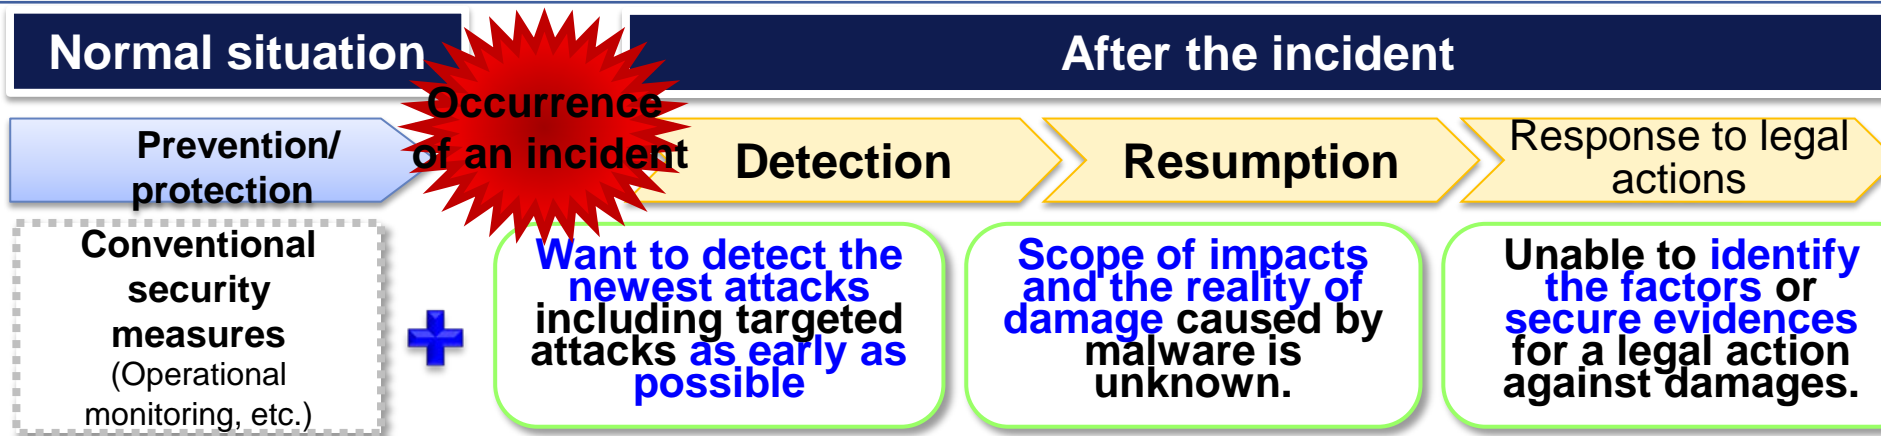 Normal situation
After the incident
Occurrence
of an incident
Prevention/
protection
Detection
Resumption
Response to legal
actions
Conventional
security
measures
(Operational
monitoring, etc.)
Want to detect the
newest attacks
including targeted
attacks as early as
possible
Scope of impacts
and the reality of
damage caused by
malware is
unknown.
Unable to identify
the factors or
secure evidences
for a legal action
against damages.